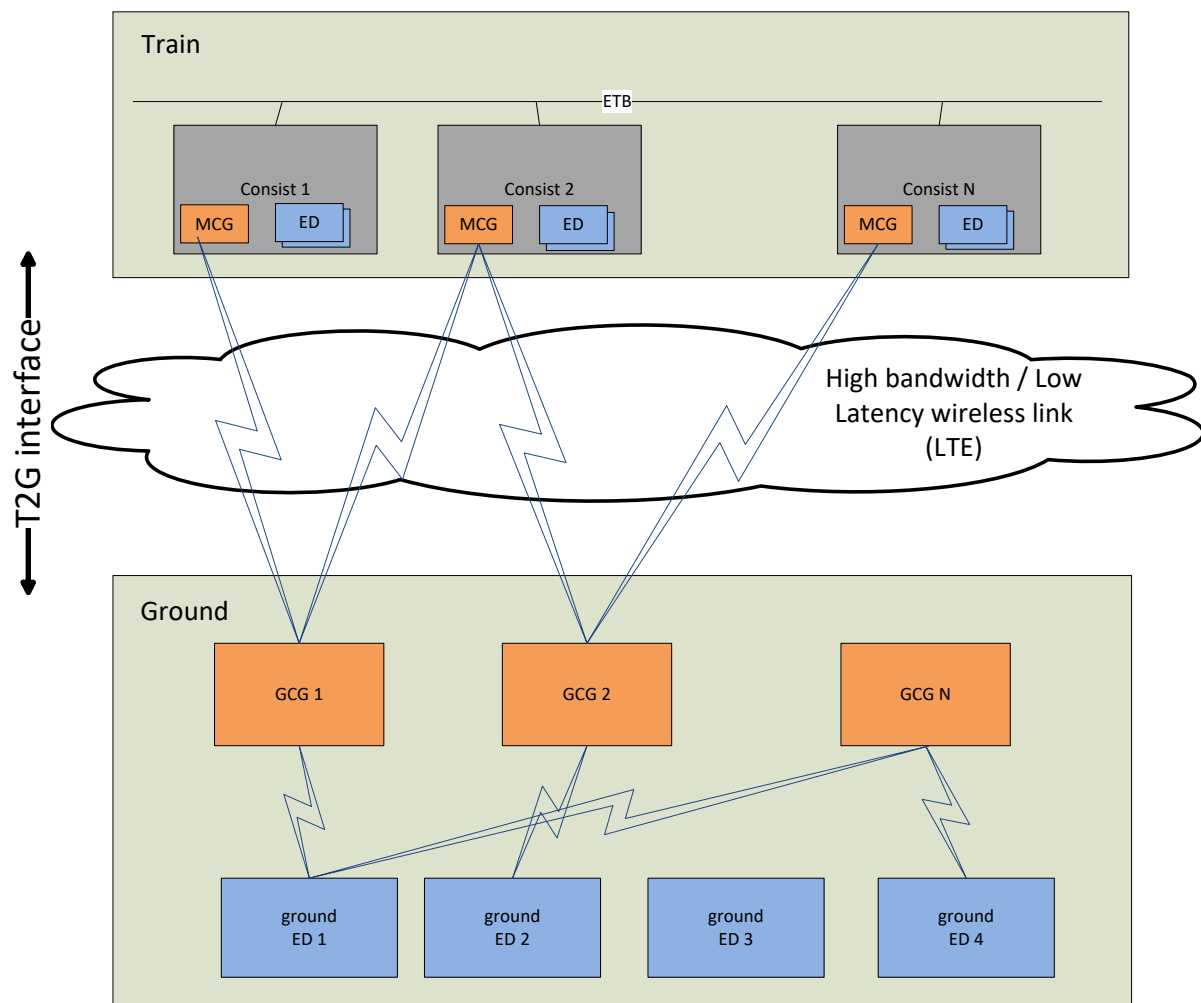 Train
ETB
Consist 1
Consist 2
Consist N
MCG
ED
MCG
ED
MCG
ED
T2G interface
High bandwidth / Low
Latency wireless link
(LTE)
Ground
GCG 1
GCG 2
GCG N
ground
ED 1
ground
ED 2
ground
ED 3
ground
ED 4